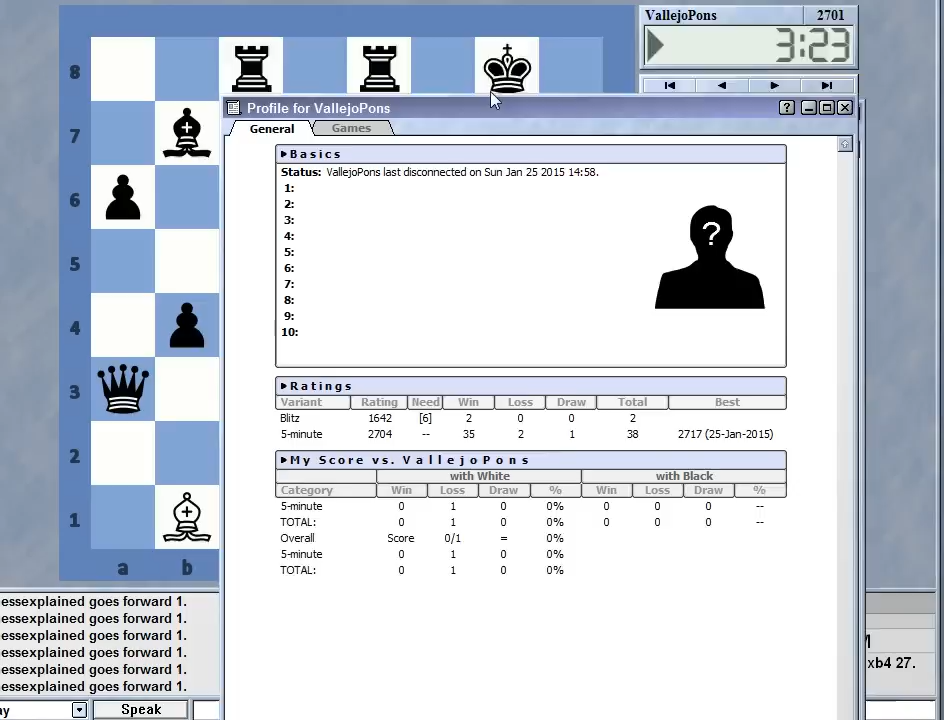 VallejoPons 2701
3:23
8
7
6
5
4
3
2
1
a b
Profile for VallejoPons
?
General Games
Basics
Status: VallejoPons last disconnected on Sun Jan 25 2015 14:58.
1:
2:
3:
4:
5:
6:
7:
8:
9:
10:
?
Ratings
Variant Rating Need Win Loss Draw Total Best
Blitz 1642 [6] 2 0 0 2
5-minute 2704 -- 35 2 1 38 2717 (25-Jan-2015)
My Score vs. VallejoPons
with White with Black
Category Win Loss Draw % Win Loss Draw %
5-minute 0 1 0 0% 0 0 0 --
TOTAL: 0 1 0 0% 0 0 0 --
Overall Score 0/1 = 0%
5-minute 0 1 0 0%
TOTAL: 0 1 0 0%
essexplained goes forward 1.
essexplained goes forward 1.
essexplained goes forward 1.
essexplained goes forward 1.
essexplained goes forward 1.
essexplained goes forward 1.
xb4 27.
ay Speak